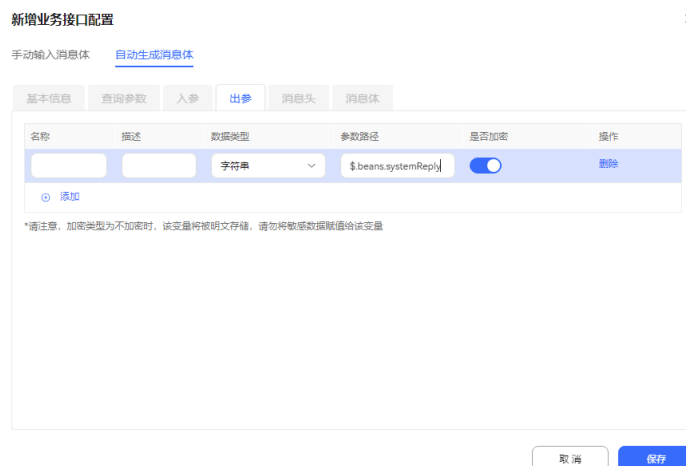 新增业务接口配置
手动输入消息体 自动生成消息体
基本信息 查询参数 入参 出参 消息头 消息体
名称 描述 数据类型 参数路径 是否加密 操作
字符串 $.beans.systemReply 删除
添加
*请注意，加密类型为不加密时，该变量将被明文存储，请勿将敏感数据赋值给该变量
取消 保存